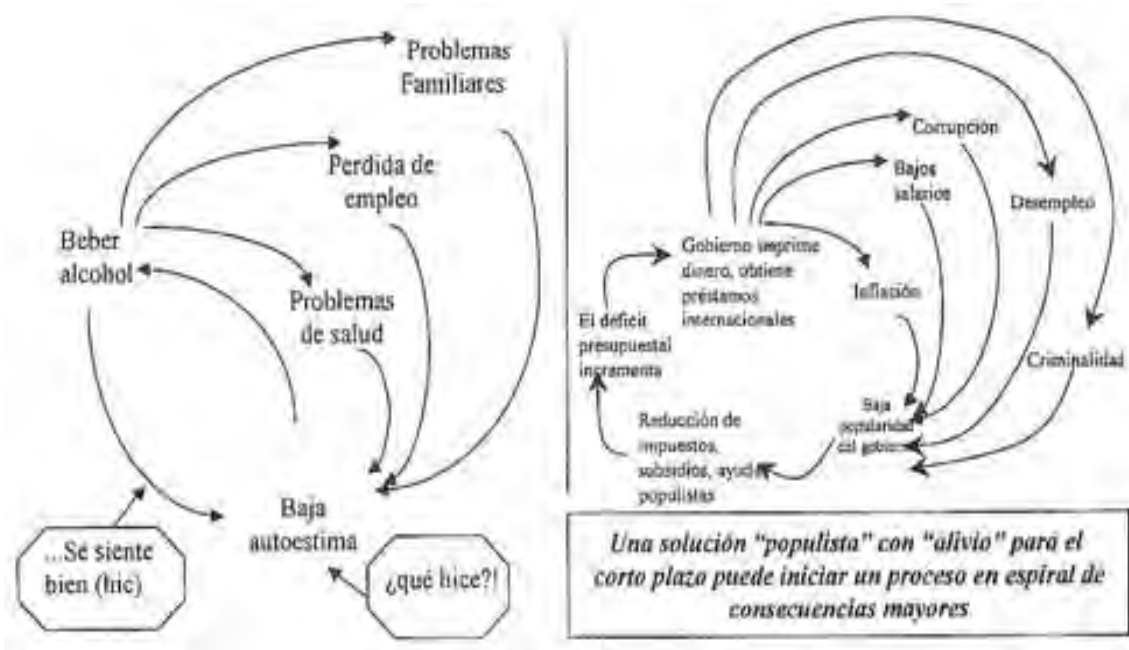 Problemas
Familiares
Perdida de
empleo
Beber
alcohol
Problemas
de salud
Baja
autoestima
...Se siente
bien (hic)
¿qué hice?!
Corrupción
Bajos
salarios
Desempleo
Gobierno imprime
dinero, obtiene
préstamos
internacionales
Inflación
El déficit
presupuestal
incrementa
Criminalidad
Baja
popularidad
del gobierno
Reducción de
impuestos,
subsidios, ayuda
populistas
Una solución “populista” con “alivio” para el
corto plazo puede iniciar un proceso en espiral de
consecuencias mayores